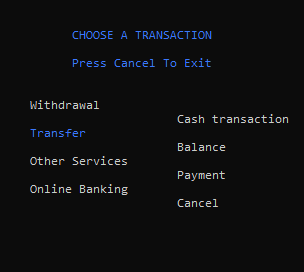 CHOOSE A TRANSACTION
Press Cancel To Exit
Withdrawal
Cash transaction
Transfer
Balance
Other Services
Payment
Online Banking
Cancel